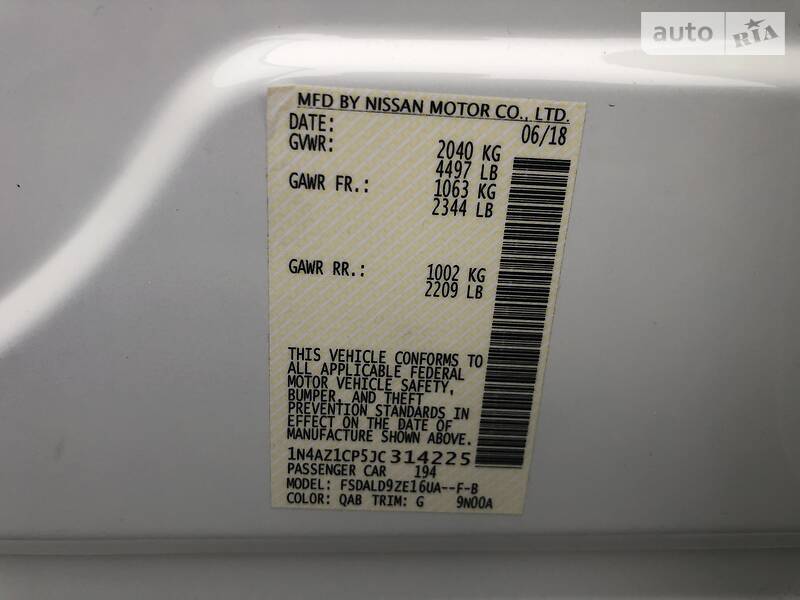 auto RIA
MFD BY NISSAN MOTOR CO., LTD.
DATE: 06/18
GVWR: 2040 KG
4497 LB
GAWR FR.: 1063 KG
2344 LB
GAWR RR.: 1002 KG
2209 LB
THIS VEHICLE CONFORMS TO
ALL APPLICABLE FEDERAL
MOTOR VEHICLE SAFETY,
BUMPER, AND THEFT
PREVENTION STANDARDS IN
EFFECT ON THE DATE OF
MANUFACTURE SHOWN ABOVE.
1N4AZ1CP5JC314225
PASSENGER CAR 194
MODEL: FSDALD9ZE16UA--F-B
COLOR: QAB TRIM: G 9N00A